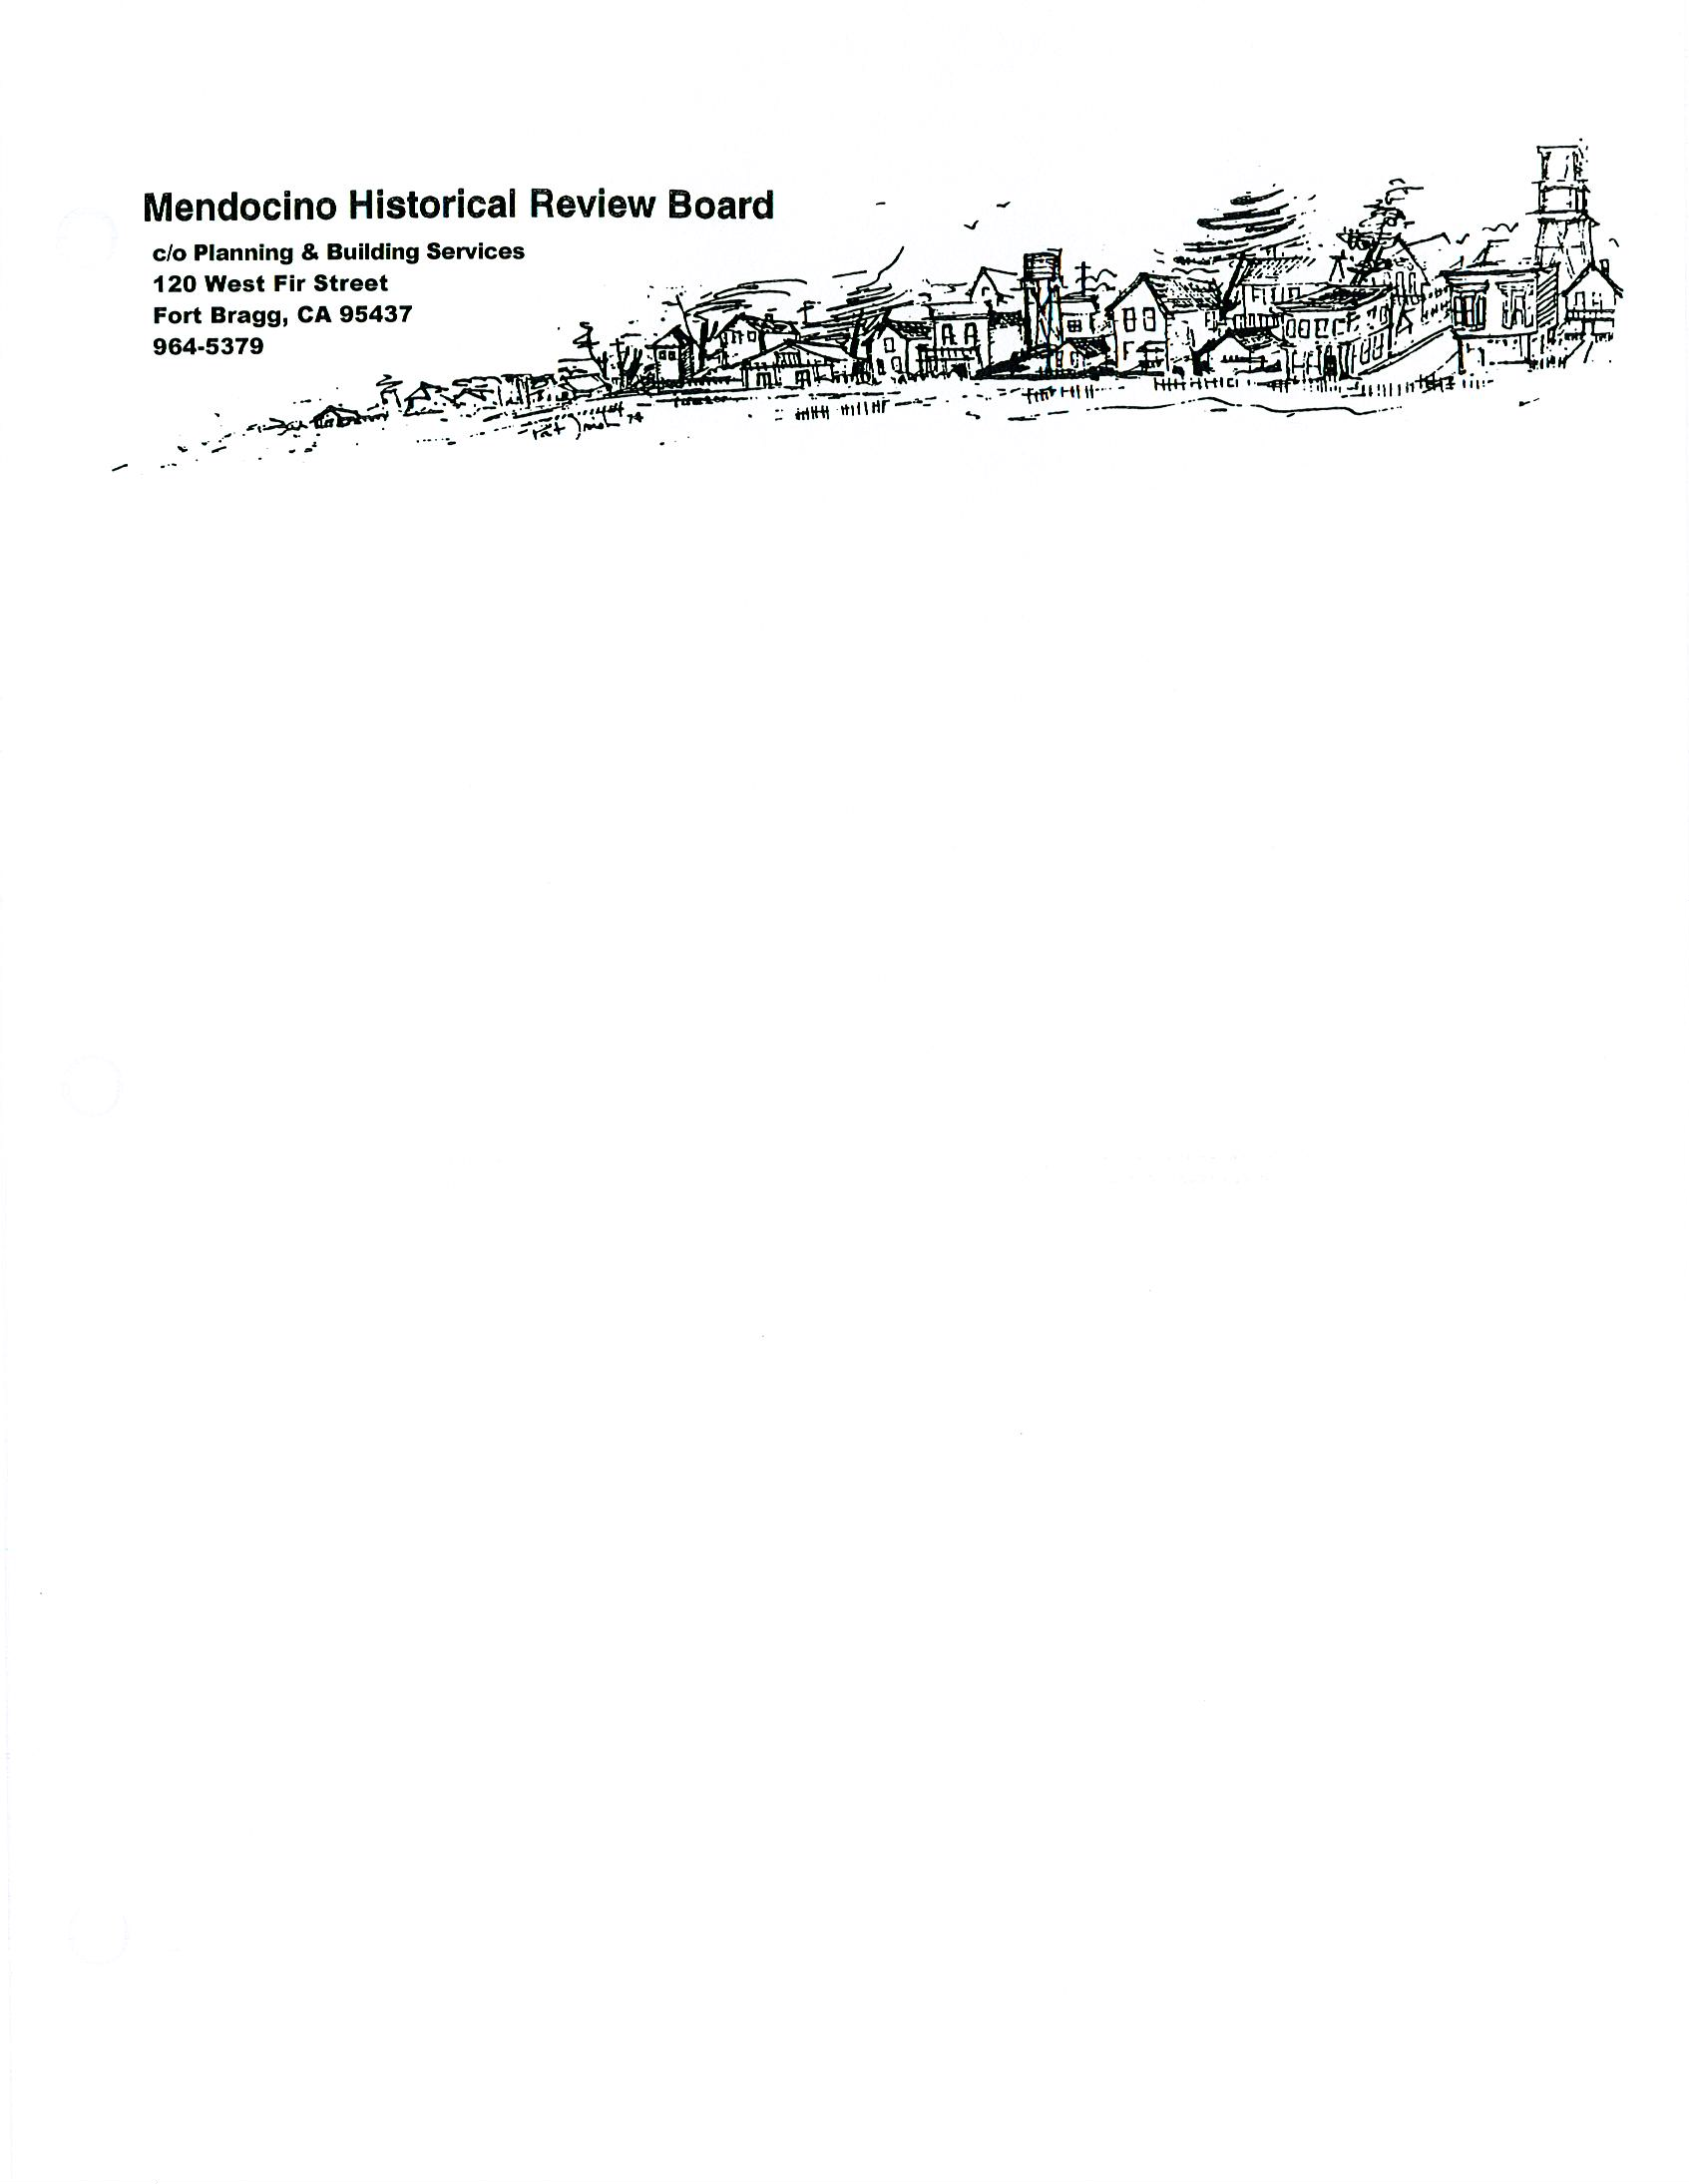 Mendocino Historical Review Board
c/o Planning & Building Services
120 West Fir Street
Fort Bragg, CA 95437
964-5379